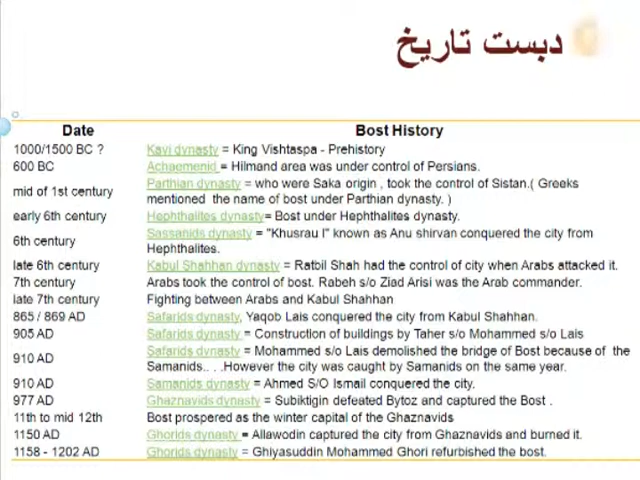 دبست تاریخ
Date Bost History
1000/1500 BC ? Kavi dynasty = King Vishtaspa - Prehistory
600 BC Achaemenid = Hilmand area was under control of Persians.
mid of 1st century Parthian dynasty = who were Saka origin , took the control of Sistan.( Greeks
mentioned the name of bost under Parthian dynasty. )
early 6th century Hephthalites dynasty= Bost under Hephthalites dynasty.
6th century Sassanids dynasty = "Khusrau I" known as Anu shirvan conquered the city from
Hephthalites.
late 6th century Kabul Shahhan dynasty = Ratbil Shah had the control of city when Arabs attacked it.
7th century Arabs took the control of bost. Rabeh s/o Ziad Arisi was the Arab commander.
late 7th century Fighting between Arabs and Kabul Shahhan
865 / 869 AD Safarids dynasty, Yaqob Lais conquered the city from Kabul Shahhan.
905 AD Safarids dynasty = Construction of buildings by Taher s/o Mohammed s/o Lais
910 AD Safarids dynasty = Mohammed s/o Lais demolished the bridge of Bost because of the
Samanids.. . .However the city was caught by Samanids on the same year.
910 AD Samanids dynasty = Ahmed S/O Ismail conquered the city.
977 AD Ghaznavids dynasty = Subiktigin defeated Bytoz and captured the Bost .
11th to mid 12th Bost prospered as the winter capital of the Ghaznavids
1150 AD Ghorids dynasty = Allawodin captured the city from Ghaznavids and burned it.
1158 - 1202 AD Ghorids dynasty = Ghiyasuddin Mohammed Ghori refurbished the bost.